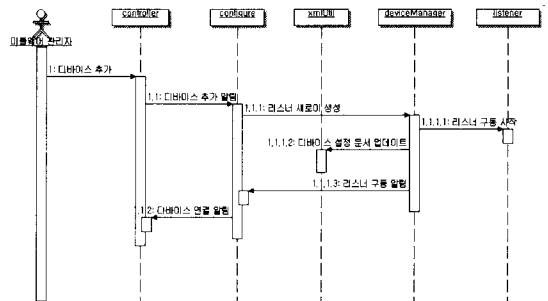 controller
configure
xmlUtil
deviceManager
listener
미들웨어 관리자
1: 디바이스 추가
1.1: 디바이스 추가 알림
1.1.1: 리스너 새로이 생성
1.1.1.1: 리스너 구동 시작
1.1.1.2: 디바이스 설정 문서 업데이트
1.1.1.3: 리스너 구동 알림
1.1.2: 디바이스 연결 알림